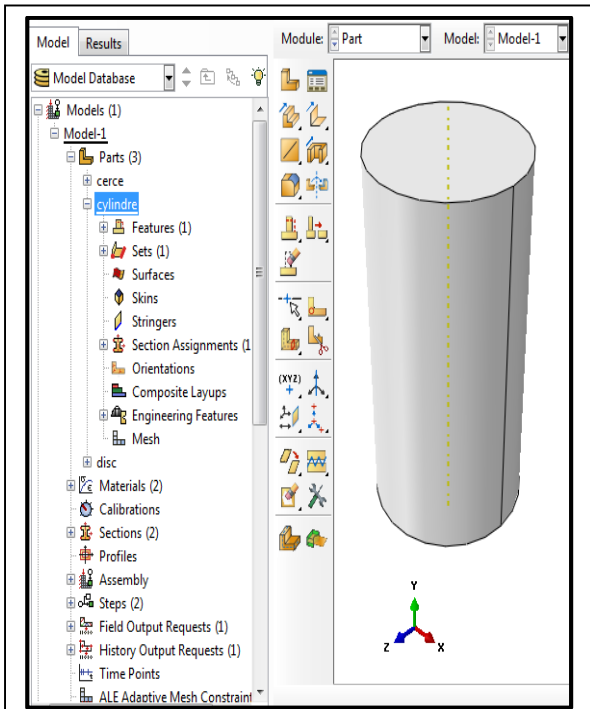 Model Results
Module: Part Model: Model-1
Model Database
Models (1)
Model-1
Parts (3)
cerce
cylindre
Features (1)
Sets (1)
Surfaces
Skins
Stringers
Section Assignments (1
Orientations
Composite Layups
Engineering Features
Mesh
disc
Materials (2)
Calibrations
Sections (2)
Profiles
Assembly
Steps (2)
Field Output Requests (1)
History Output Requests (1)
Time Points
ALE Adaptive Mesh Constraint
(XYZ)
Y
Z X